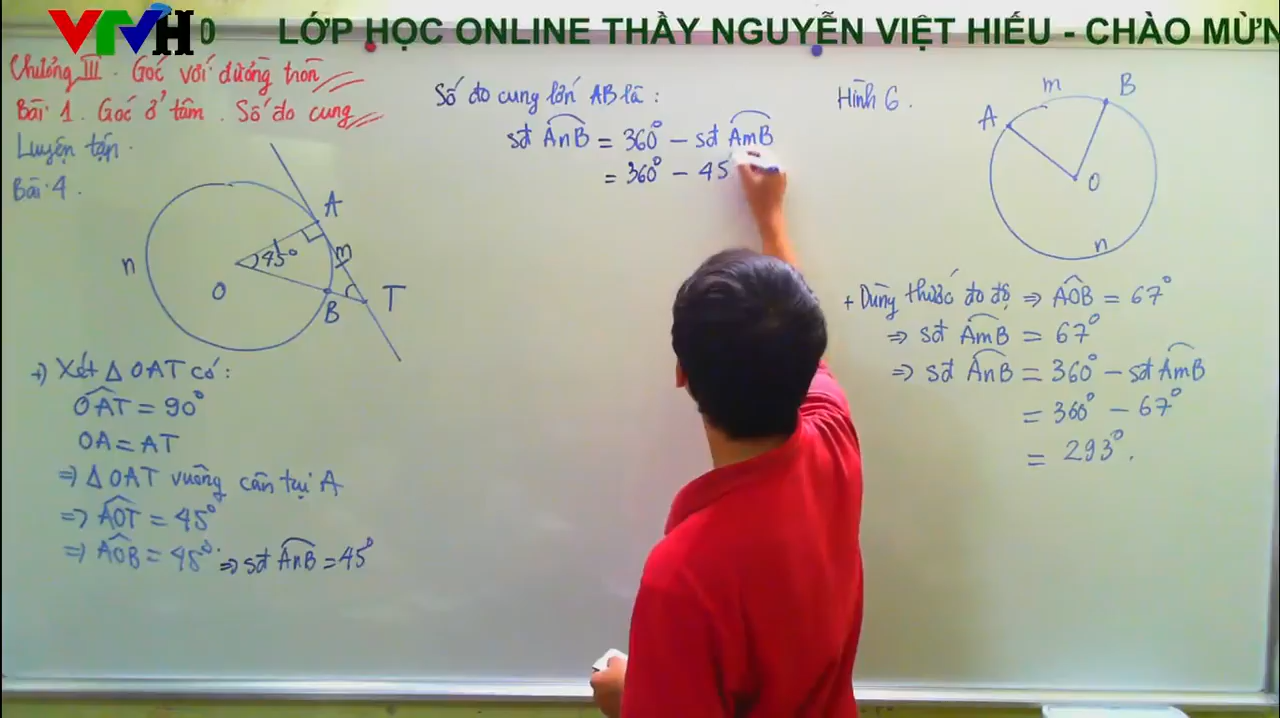 VTVH 0 LỚP HỌC ONLINE THẦY NGUYỄN VIỆT HIẾU - CHÀO MỪN
Chương III. Góc với đường tròn
Bài 1. Góc ở tâm. Số đo cung
Luyện tập.
Bài 4.
A
45°
m
n
O
B
T
+) Xét Δ OAT có:
OAT = 90°
OA = AT
⇒ Δ OAT vuông cân tại A
⇒ AOT = 45°
⇒ AOB = 45°. ⇒ sđ AnB = 45°
Số đo cung lớn AB là:
sđ AnB = 360° - sđ AmB
= 360° - 45
Hình 6.
m
B
A
O
n
+ Dùng thước đo độ ⇒ AOB = 67°
⇒ sđ AmB = 67°
⇒ sđ AnB = 360° - sđ AmB
= 360° - 67°
= 293°.